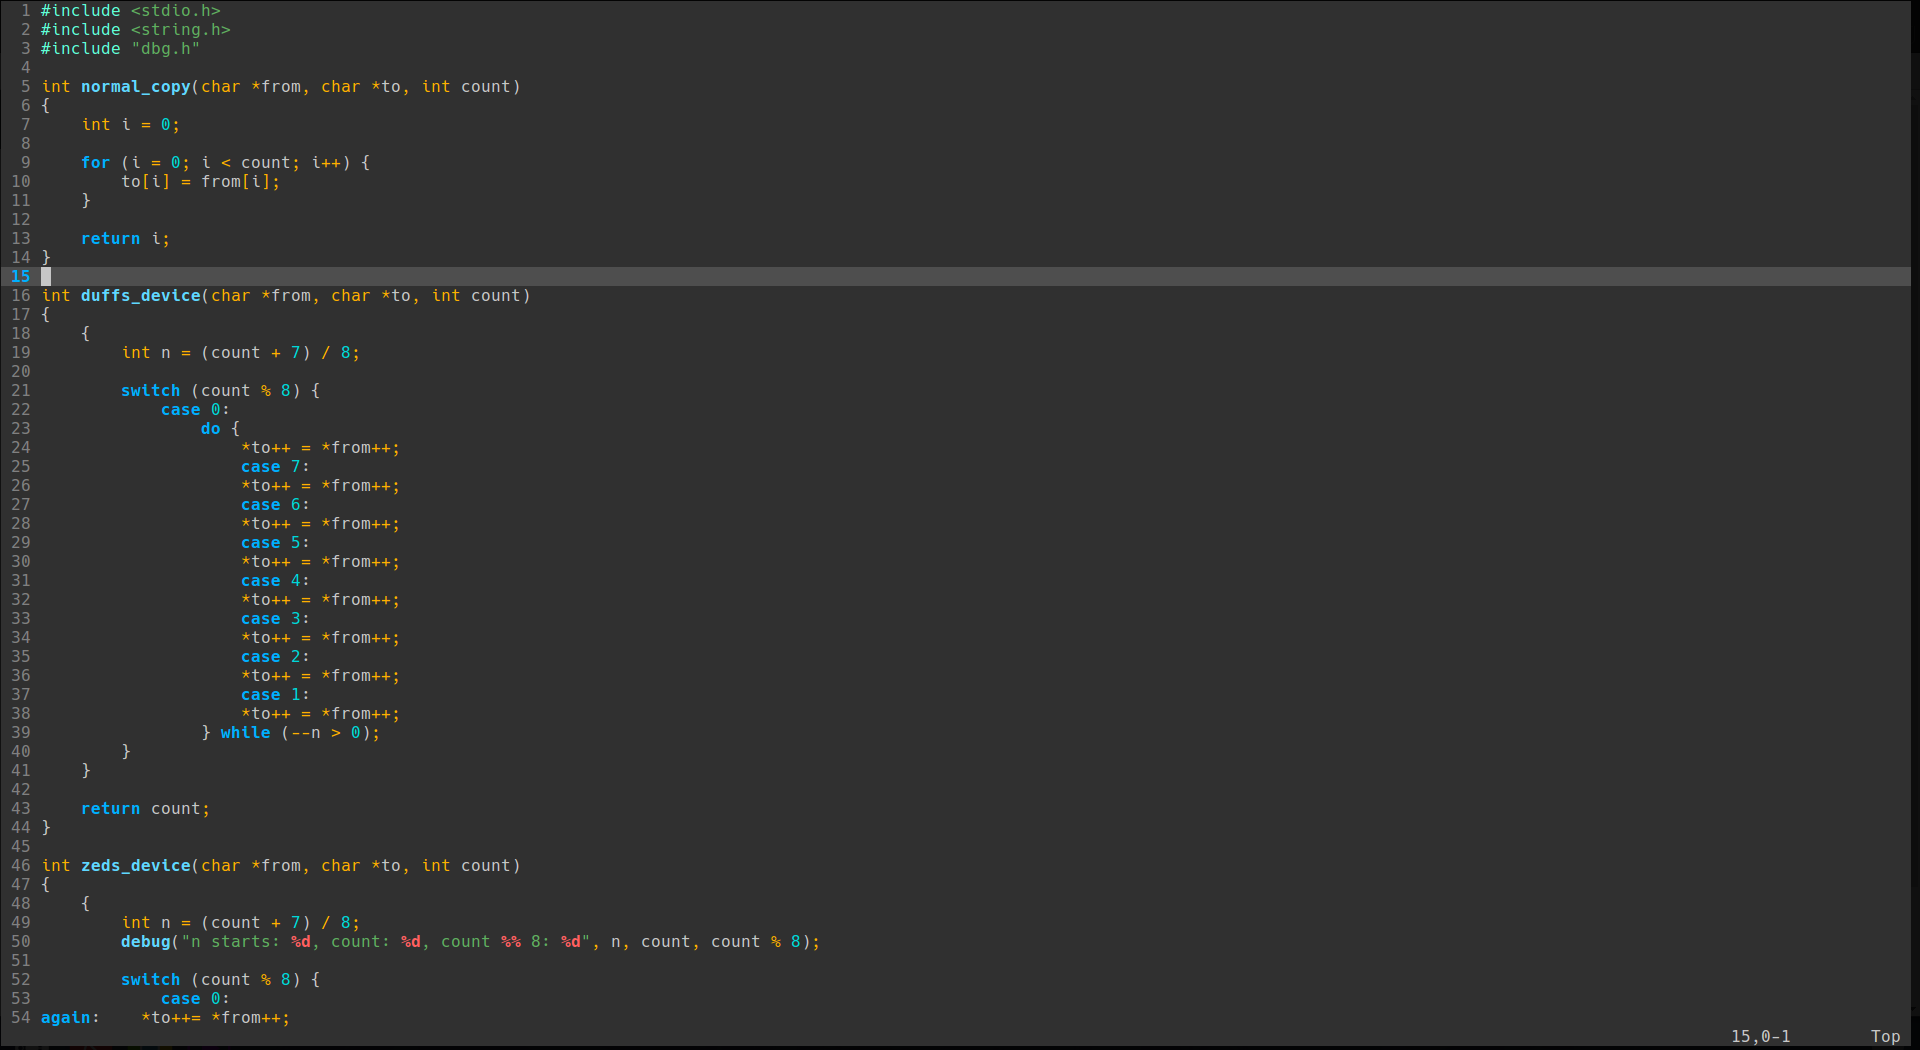 1 #include <stdio.h>
2 #include <string.h>
3 #include "dbg.h"
4
5 int normal_copy(char *from, char *to, int count)
6 {
7     int i = 0;
8
9     for (i = 0; i < count; i++) {
10         to[i] = from[i];
11     }
12
13     return i;
14 }
15
16 int duffs_device(char *from, char *to, int count)
17 {
18     {
19         int n = (count + 7) / 8;
20
21         switch (count % 8) {
22             case 0:
23                 do {
24                     *to++ = *from++;
25                     case 7:
26                     *to++ = *from++;
27                     case 6:
28                     *to++ = *from++;
29                     case 5:
30                     *to++ = *from++;
31                     case 4:
32                     *to++ = *from++;
33                     case 3:
34                     *to++ = *from++;
35                     case 2:
36                     *to++ = *from++;
37                     case 1:
38                     *to++ = *from++;
39                 } while (--n > 0);
40         }
41     }
42
43     return count;
44 }
45
46 int zeds_device(char *from, char *to, int count)
47 {
48     {
49         int n = (count + 7) / 8;
50         debug("n starts: %d, count: %d, count %% 8: %d", n, count, count % 8);
51
52         switch (count % 8) {
53             case 0:
54 again:    *to++= *from++;
15,0-1        Top